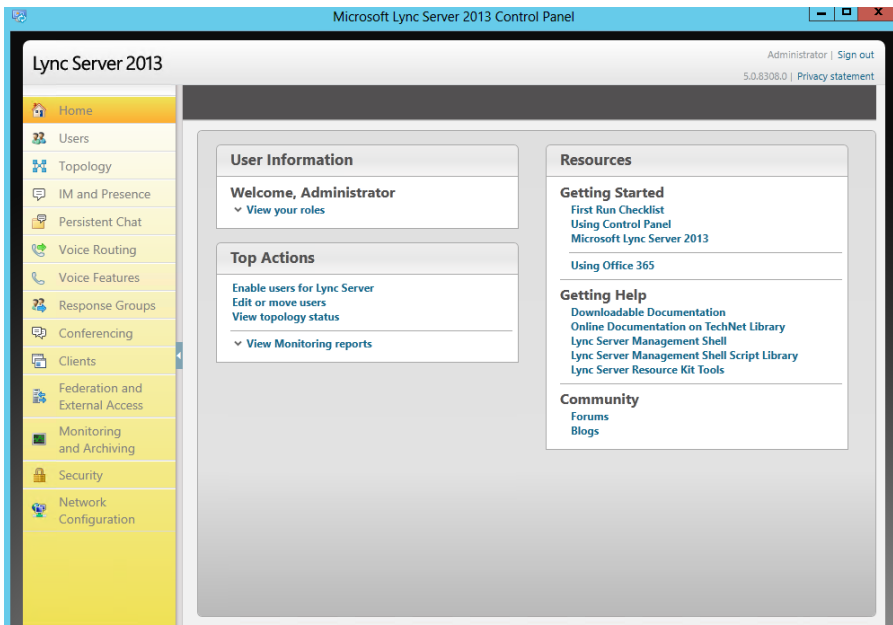 Microsoft Lync Server 2013 Control Panel
Lync Server 2013
Administrator | Sign out
5.0.8308.0 | Privacy statement
Home
Users
Topology
IM and Presence
Persistent Chat
Voice Routing
Voice Features
Response Groups
Conferencing
Clients
Federation and
External Access
Monitoring
and Archiving
Security
Network
Configuration
User Information
Welcome, Administrator
View your roles
Top Actions
Enable users for Lync Server
Edit or move users
View topology status
View Monitoring reports
Resources
Getting Started
First Run Checklist
Using Control Panel
Microsoft Lync Server 2013
Using Office 365
Getting Help
Downloadable Documentation
Online Documentation on TechNet Library
Lync Server Management Shell
Lync Server Management Shell Script Library
Lync Server Resource Kit Tools
Community
Forums
Blogs